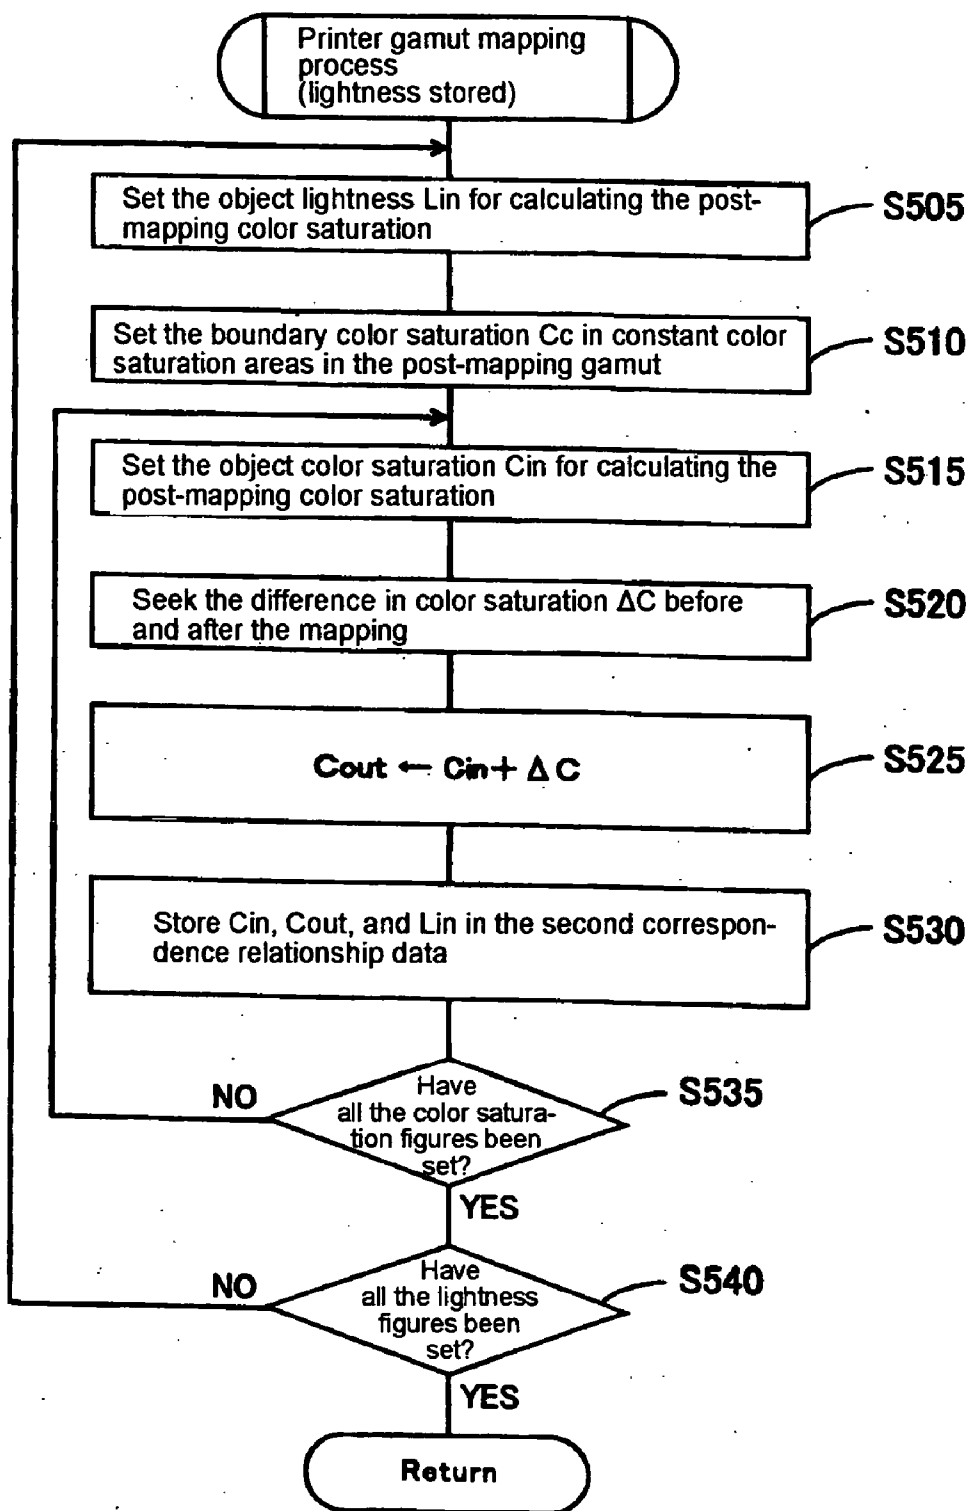 Printer gamut mapping
process
(lightness stored)
Set the object lightness Lin for calculating the post-
mapping color saturation
S505
Set the boundary color saturation Cc in constant color
saturation areas in the post-mapping gamut
S510
Set the object color saturation Cin for calculating the
post-mapping color saturation
S515
Seek the difference in color saturation ΔC before
and after the mapping
S520
Cout ← Cin + Δ C
S525
Store Cin, Cout, and Lin in the second correspon-
dence relationship data
S530
Have
all the color satura-
tion figures been
set?
S535
NO
YES
Have
all the lightness
figures been
set?
S540
NO
YES
Return